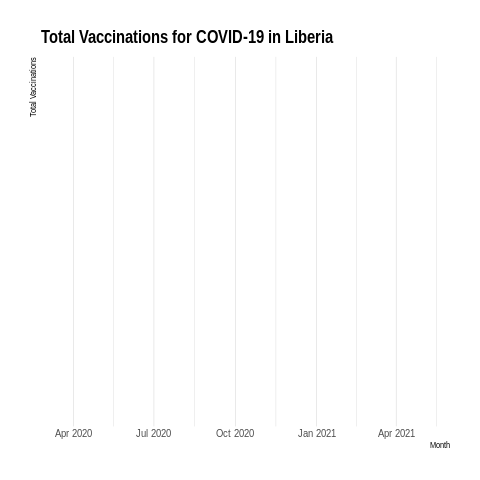 Total Vaccinations for COVID-19 in Liberia
Total Vaccinations
Apr 2020 Jul 2020 Oct 2020 Jan 2021 Apr 2021
Month